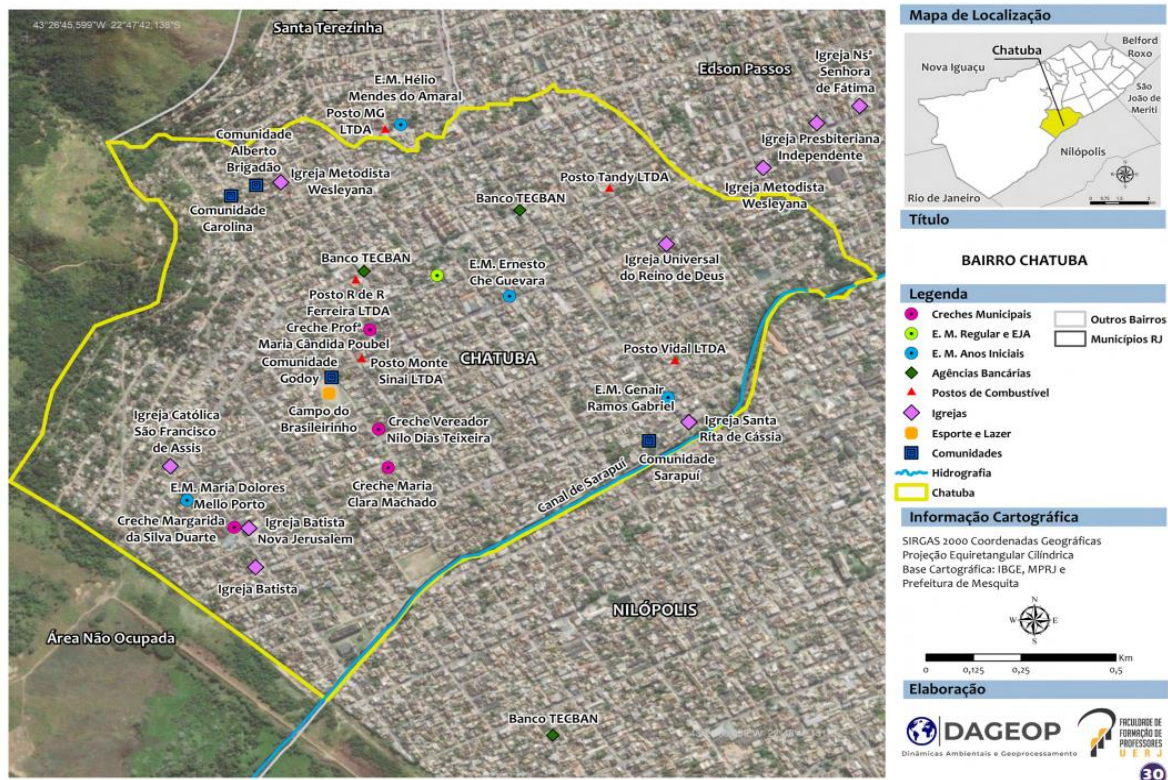 43°26'45,599"W 22°47'42,138"S
Santa Terezinha
E.M. Hélio
Mendes do Amaral
Posto MG
LTDA
Edson Passos
Igreja Nsª
Senhora
de Fátima
Igreja Presbiteriana
Independente
Igreja Metodista
Wesleyana
Comunidade
Alberto
Brigadão
Igreja Metodista
Wesleyana
Comunidade
Carolina
Posto Tandy LTDA
Banco TECBAN
Igreja Universal
do Reino de Deus
Banco TECBAN
Posto R de R
Ferreira LTDA
E.M. Ernesto
Che Guevara
Creche Profª
Maria Cândida Poubel
Comunidade
Godoy
Posto Monte
Sinai LTDA
CHATUBA
Campo do
Brasileirinho
Posto Vidal LTDA
E.M. Genair
Ramos Gabriel
Igreja Santa
Rita de Cássia
Comunidade
Sarapuí
Igreja Católica
São Francisco
de Assis
Creche Vereador
Nilo Dias Teixeira
Creche Maria
Clara Machado
E.M. Maria Dolores
Mello Porto
Creche Margarida
da Silva Duarte
Igreja Batista
Nova Jerusalem
Igreja Batista
Canal de Sarapuí
NILÓPOLIS
Área Não Ocupada
Banco TECBAN
Mapa de Localização
Chatuba
Nova Iguaçu
Belford
Roxo
São
João de
Meriti
Nilópolis
Rio de Janeiro
Título
BAIRRO CHATUBA
Legenda
Creches Municipais
E. M. Regular e EJA
E. M. Anos Iniciais
Agências Bancárias
Postos de Combustível
Igrejas
Esporte e Lazer
Comunidades
Hidrografia
Chatuba
Outros Bairros
Municípios RJ
Informação Cartográfica
SIRGAS 2000 Coordenadas Geográficas
Projeção Equiretangular Cilíndrica
Base Cartográfica: IBGE, MPRJ e
Prefeitura de Mesquita
N
W E
S
Km
0 0,125 0,25 0,5
Elaboração
DAGEOP
Dinâmicas Ambientais e Geoprocessamento
FACULDADE DE
FORMAÇÃO DE
PROFESSORES
UERJ
30